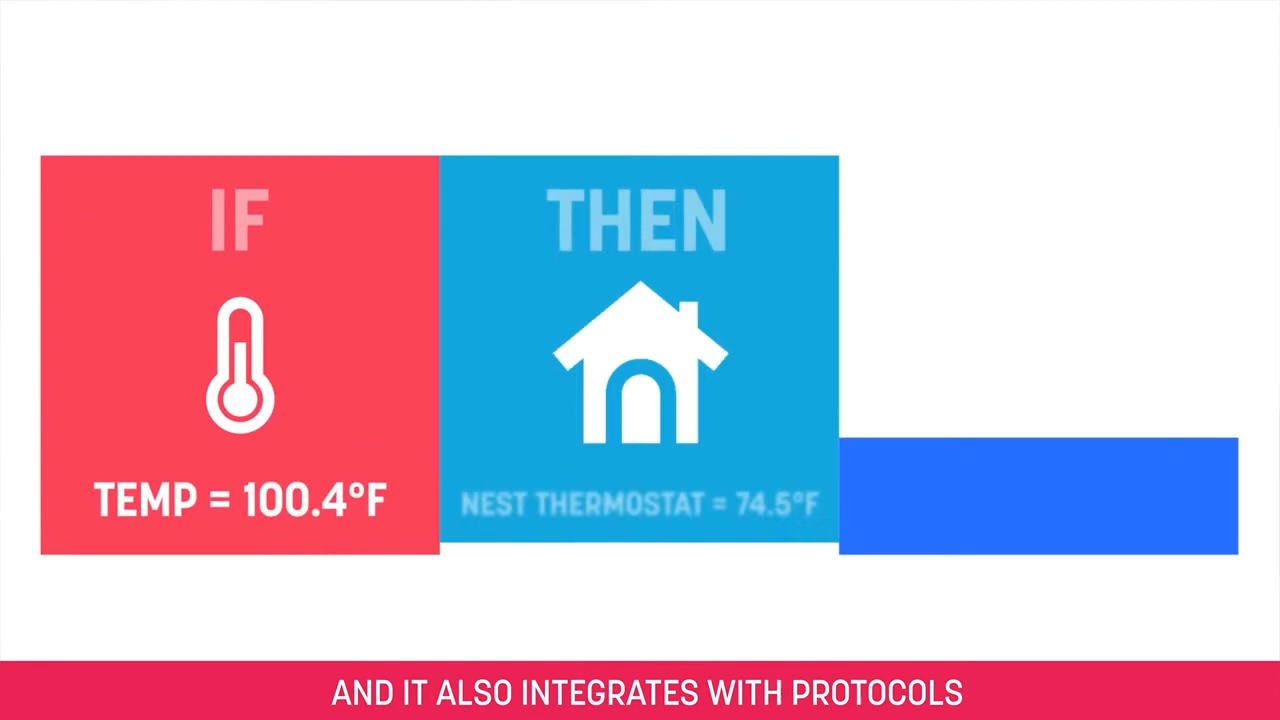 IF
THEN
TEMP = 100.4°F
NEST THERMOSTAT = 74.5°F
AND IT ALSO INTEGRATES WITH PROTOCOLS